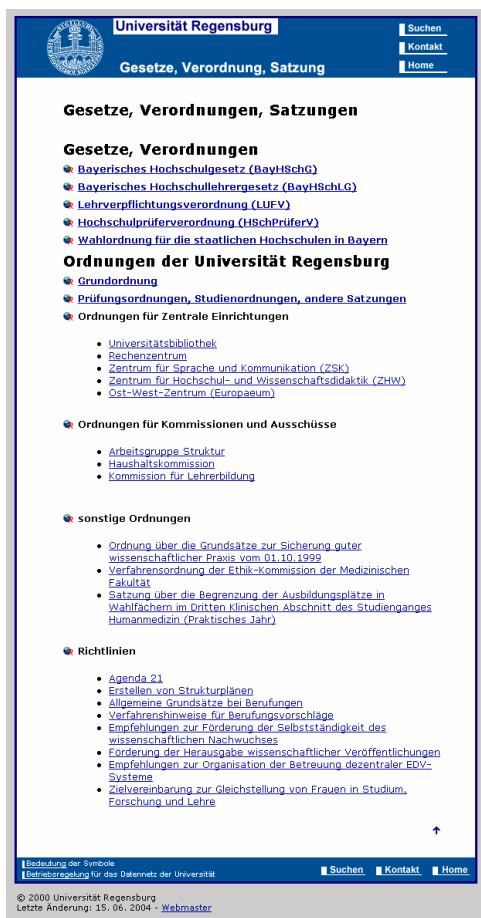 Universität Regensburg
Suchen
Kontakt
Gesetze, Verordnung, Satzung
Home
Gesetze, Verordnungen, Satzungen
Gesetze, Verordnungen
Bayerisches Hochschulgesetz (BayHSchG)
Bayerisches Hochschullehrergesetz (BayHSchLG)
Lehrverpflichtungsverordnung (LUFV)
Hochschulprüferverordnung (HSchPrüferV)
Wahlordnung für die staatlichen Hochschulen in Bayern
Ordnungen der Universität Regensburg
Grundordnung
Prüfungsordnungen, Studienordnungen, andere Satzungen
Ordnungen für Zentrale Einrichtungen
Universitätsbibliothek
Rechenzentrum
Zentrum für Sprache und Kommunikation (ZSK)
Zentrum für Hochschul- und Wissenschaftsdidaktik (ZHW)
Ost-West-Zentrum (Europaeum)
Ordnungen für Kommissionen und Ausschüsse
Arbeitsgruppe Struktur
Haushaltskommission
Kommission für Lehrerbildung
sonstige Ordnungen
Ordnung über die Grundsätze zur Sicherung guter
wissenschaftlicher Praxis vom 01.10.1999
Verfahrensordnung der Ethik-Kommission der Medizinischen
Fakultät
Satzung über die Begrenzung der Ausbildungsplätze in
Wahlfächern im Dritten Klinischen Abschnitt des Studienganges
Humanmedizin (Praktisches Jahr)
Richtlinien
Agenda 21
Erstellen von Strukturplänen
Allgemeine Grundsätze bei Berufungen
Verfahrenshinweise für Berufungsvorschläge
Empfehlungen zur Förderung der Selbstständigkeit des
wissenschaftlichen Nachwuchses
Förderung der Herausgabe wissenschaftlicher Veröffentlichungen
Empfehlungen zur Organisation der Betreuung dezentraler EDV-
Systeme
Zielvereinbarung zur Gleichstellung von Frauen in Studium,
Forschung und Lehre
Bedeutung der Symbole
Betriebsregelung für das Datennetz der Universität
Suchen Kontakt Home
© 2000 Universität Regensburg
Letzte Änderung: 15. 06. 2004 - Webmaster